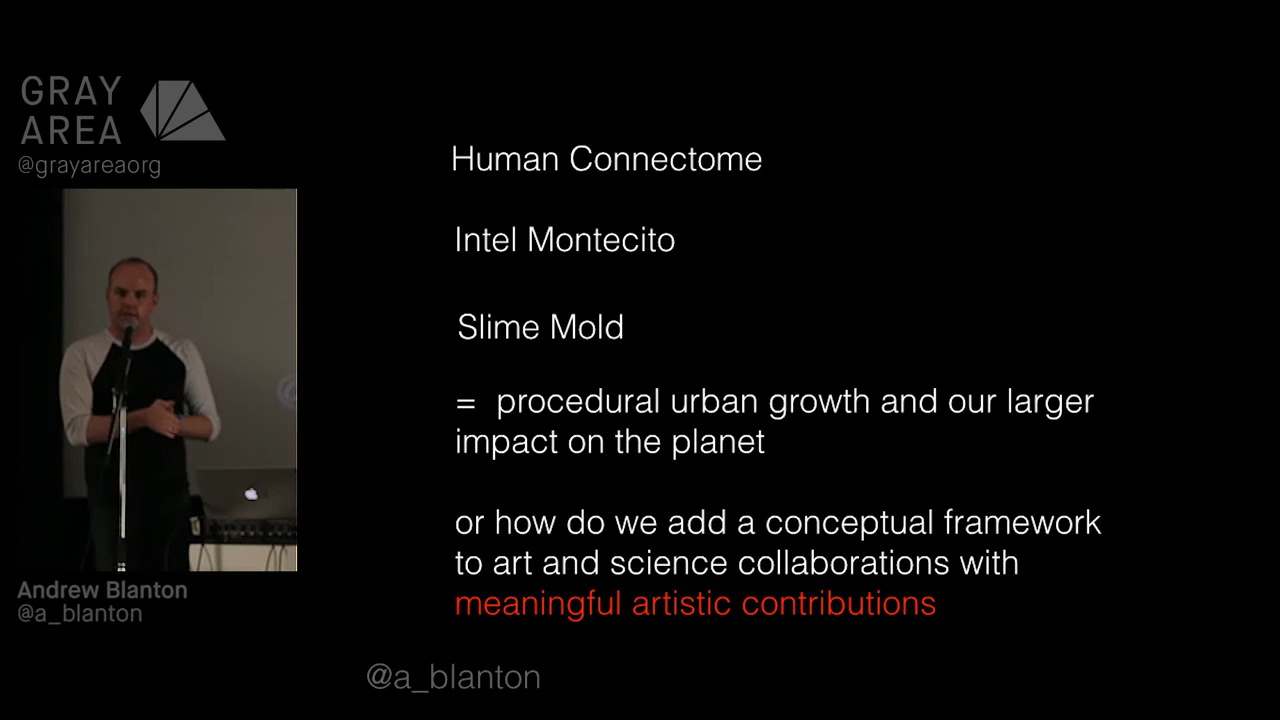 GRAY
AREA
@grayareaorg
Human Connectome
Intel Montecito
Slime Mold
= procedural urban growth and our larger
impact on the planet
or how do we add a conceptual framework
to art and science collaborations with
meaningful artistic contributions
Andrew Blanton
@a_blanton
@a_blanton